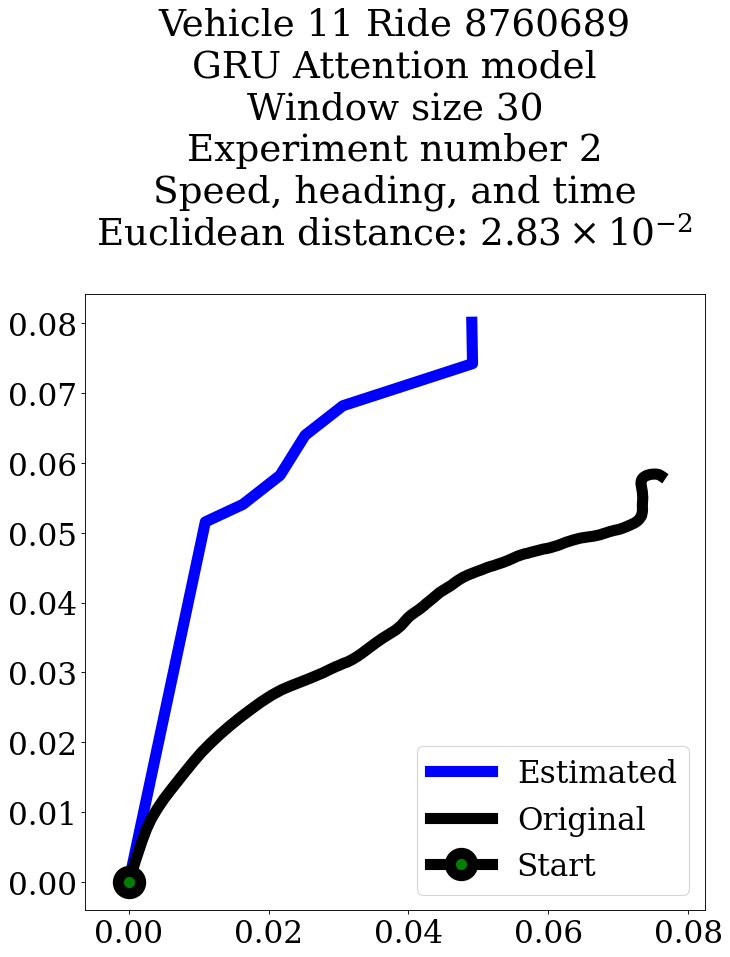 Vehicle 11 Ride 8760689
GRU Attention model
Window size 30
Experiment number 2
Speed, heading, and time
Euclidean distance: 2.83 × 10⁻²
0.08
0.07
0.06
0.05
0.04
0.03
0.02
0.01
0.00
Estimated
Original
Start
0.00 0.02 0.04 0.06 0.08